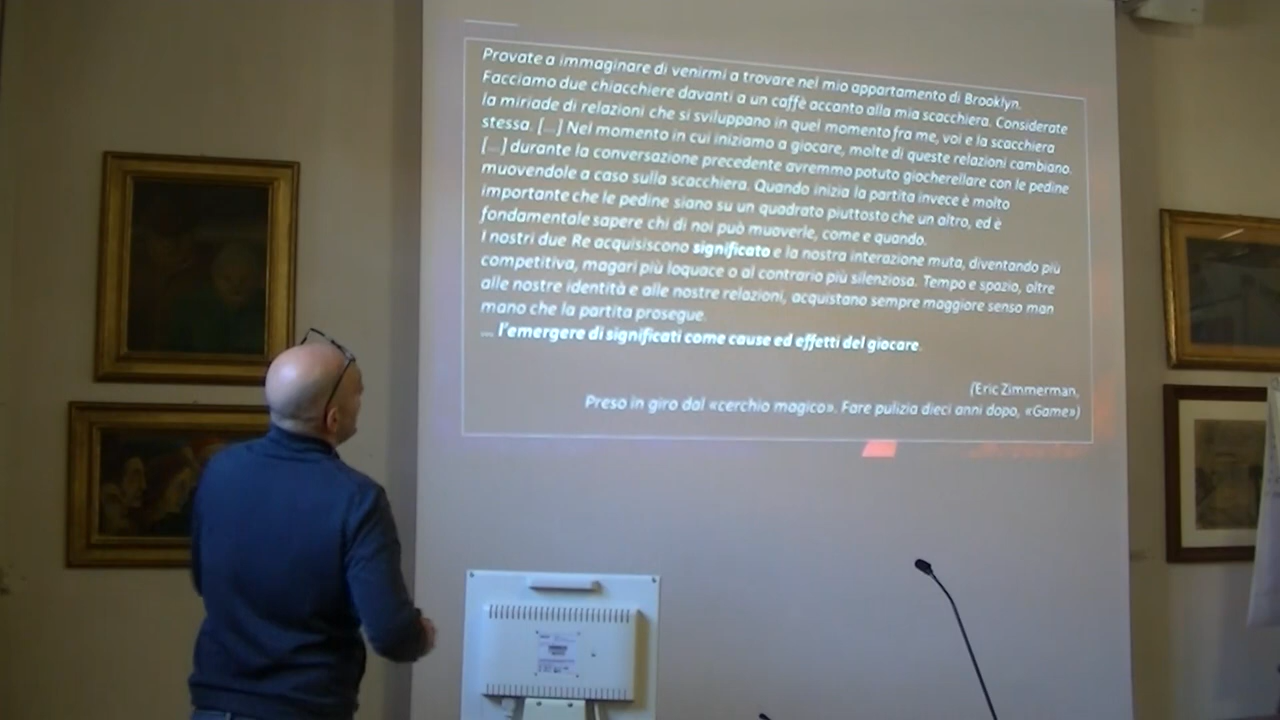 Provate a immaginare di venirmi a trovare nel mio appartamento di Brooklyn.
Facciamo due chiacchiere davanti a un caffè accanto alla mia scacchiera. Considerate
la miriade di relazioni che si sviluppano in quel momento fra me, voi e la scacchiera
stessa. [...] Nel momento in cui iniziamo a giocare, molte di queste relazioni cambiano.
[...] durante la conversazione precedente avremmo potuto giocherellare con le pedine
muovendole a caso sulla scacchiera. Quando inizia la partita invece è molto
importante che le pedine siano su un quadrato piuttosto che un altro, ed è
fondamentale sapere chi di noi può muoverle, come e quando.
I nostri due Re acquisiscono significato e la nostra interazione muta, diventando più
competitiva, magari più loquace o al contrario più silenziosa. Tempo e spazio, oltre
alle nostre identità e alle nostre relazioni, acquistano sempre maggiore senso man
mano che la partita prosegue.
... l'emergere di significati come cause ed effetti del giocare.
(Eric Zimmerman,
Preso in giro dal «cerchio magico». Fare pulizia dieci anni dopo, «Game»)